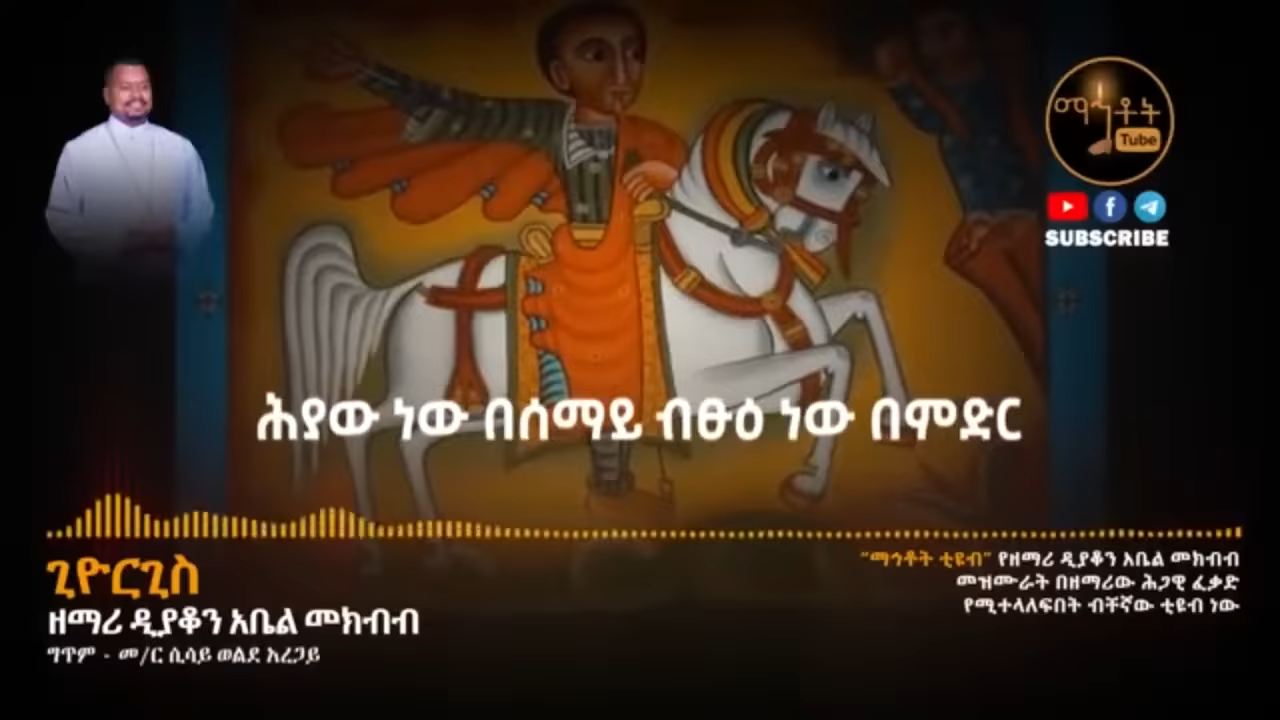 ማኅቶት
Tube
SUBSCRIBE
ሕያው ነው በሰማይ ብፁዕ ነው በምድር
ጊዮርጊስ
ዘማሪ ዲያቆን አቤል መክብብ
ግጥም - መ/ር ሲሳይ ወልደ አረጋይ
"ማኅቶት ቲዩብ" የዘማሪ ዲያቆን አቤል መክብብ
መዝሙራት በዘማሪው ሕጋዊ ፈቃድ
የሚተላለፍበት ብቸኛው ቲዩብ ነው